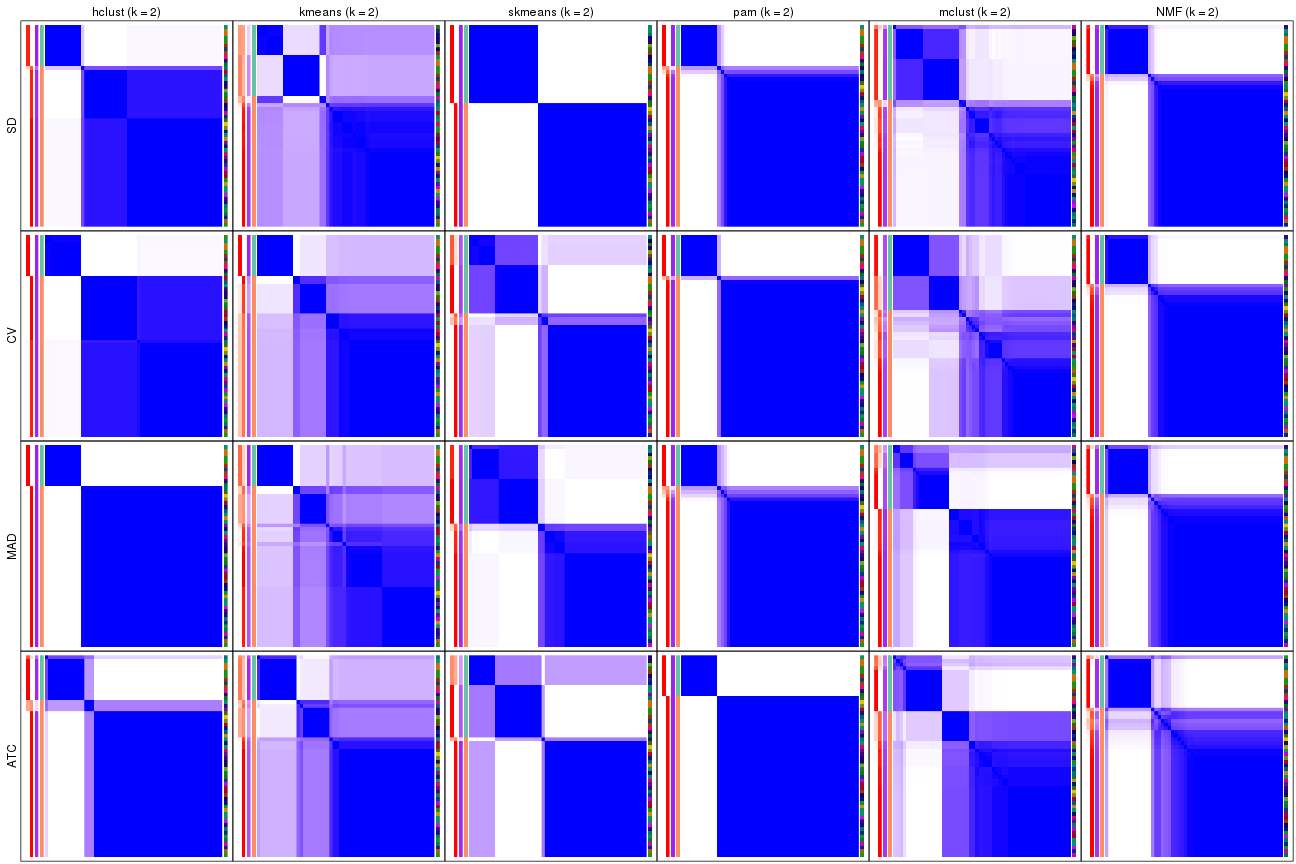 hclust (k = 2) kmeans (k = 2) skmeans (k = 2) pam (k = 2) mclust (k = 2) NMF (k = 2)
SD
CV
MAD
ATC